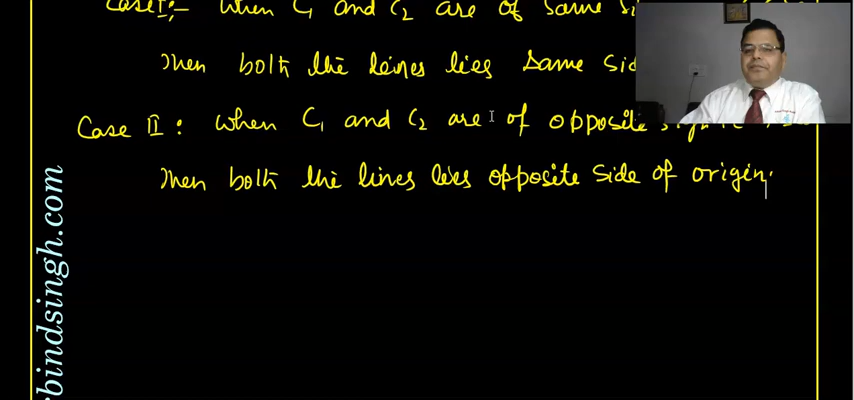 Case I:- When C₁ and C₂ are of same
Then both the lines lies same
Case II: When C₁ and C₂ are of opposite
Then both the lines lies opposite side of origin.
bindsingh.com